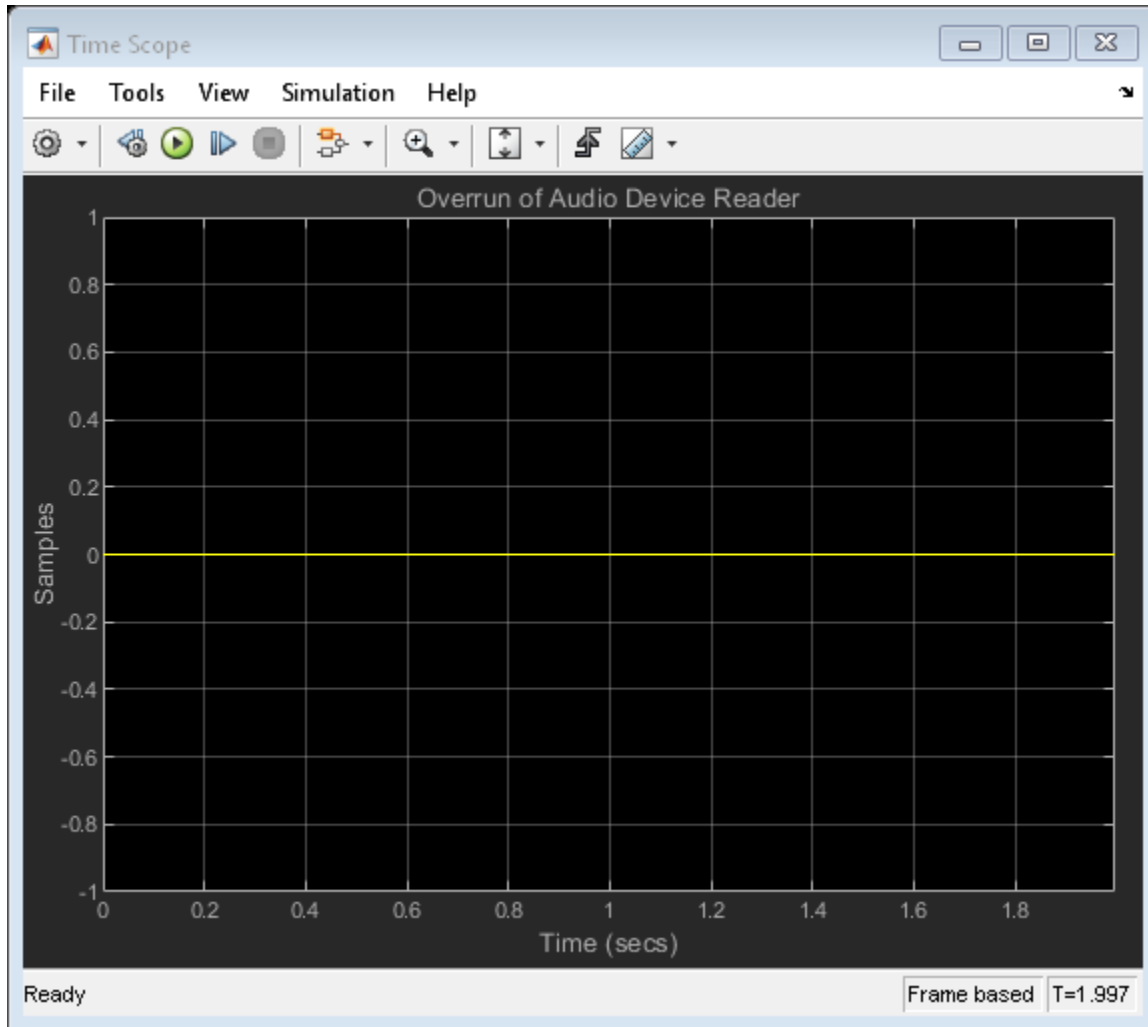 Time Scope
File Tools View Simulation Help
Overrun of Audio Device Reader
1
0.8
0.6
0.4
0.2
0
-0.2
-0.4
-0.6
-0.8
-1
Samples
0 0.2 0.4 0.6 0.8 1 1.2 1.4 1.6 1.8
Time (secs)
Ready Frame based T=1.997